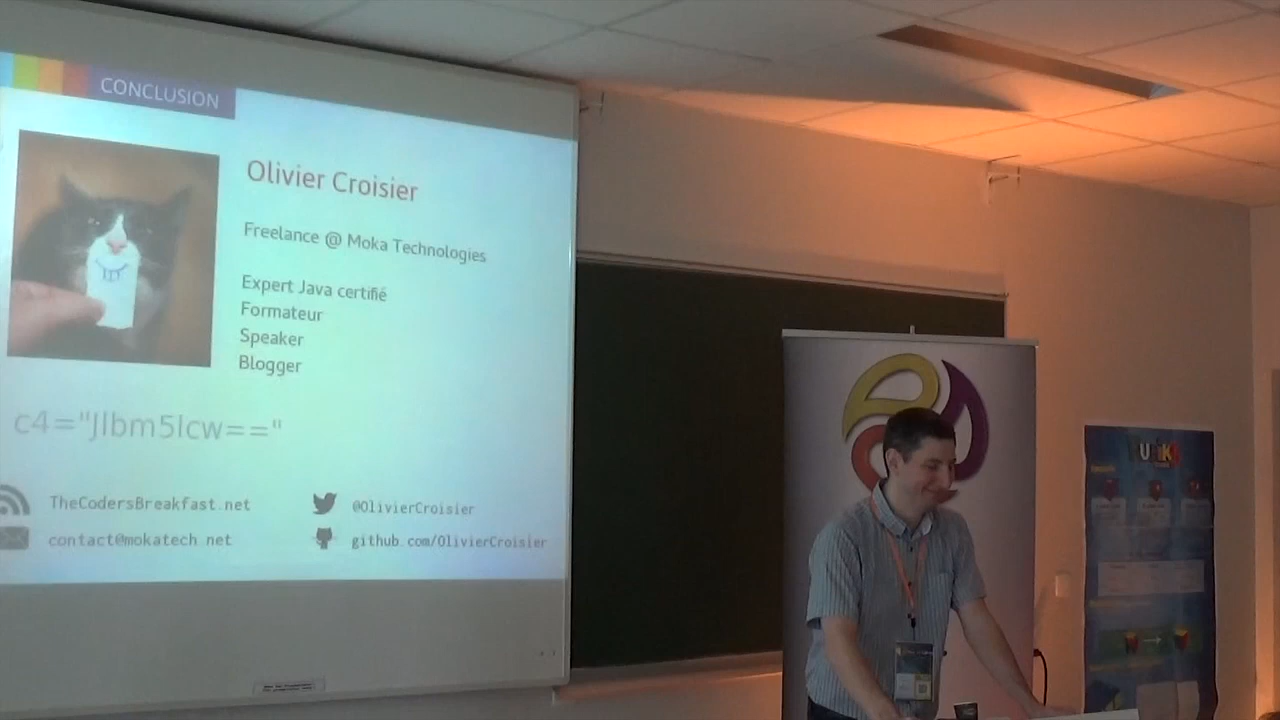 CONCLUSION
Olivier Croisier
Freelance @ Moka Technologies
Expert Java certifié
Formateur
Speaker
Blogger
c4="Jlbm5lcw=="
TheCodersBreakfast.net
@OlivierCroisier
contact@mokatech.net
github.com/OlivierCroisier